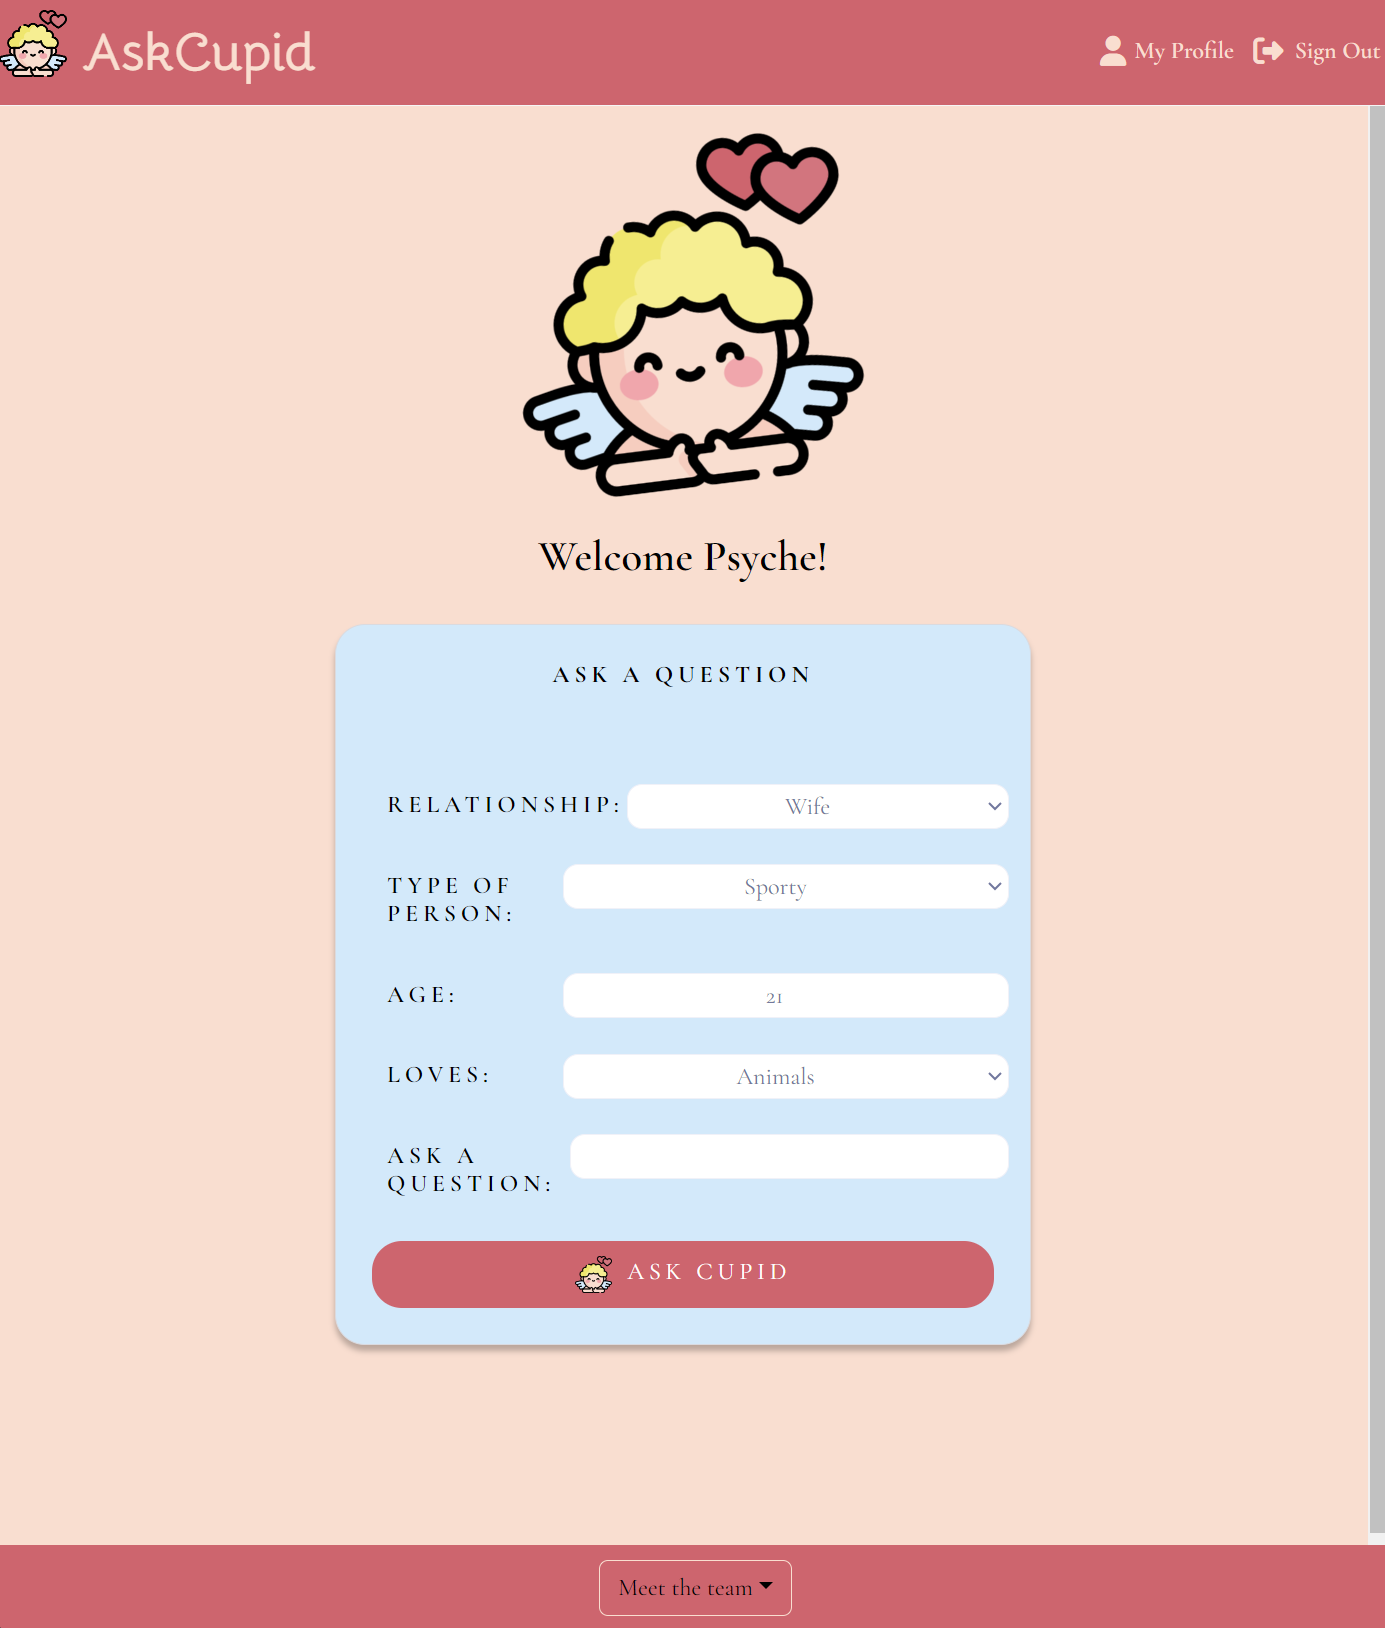 AskCupid
My Profile
Sign Out
Welcome Psyche!
ASK A QUESTION
RELATIONSHIP:
Wife
TYPE OF
PERSON:
Sporty
AGE:
21
LOVES:
Animals
ASK A
QUESTION:
ASK CUPID
Meet the team